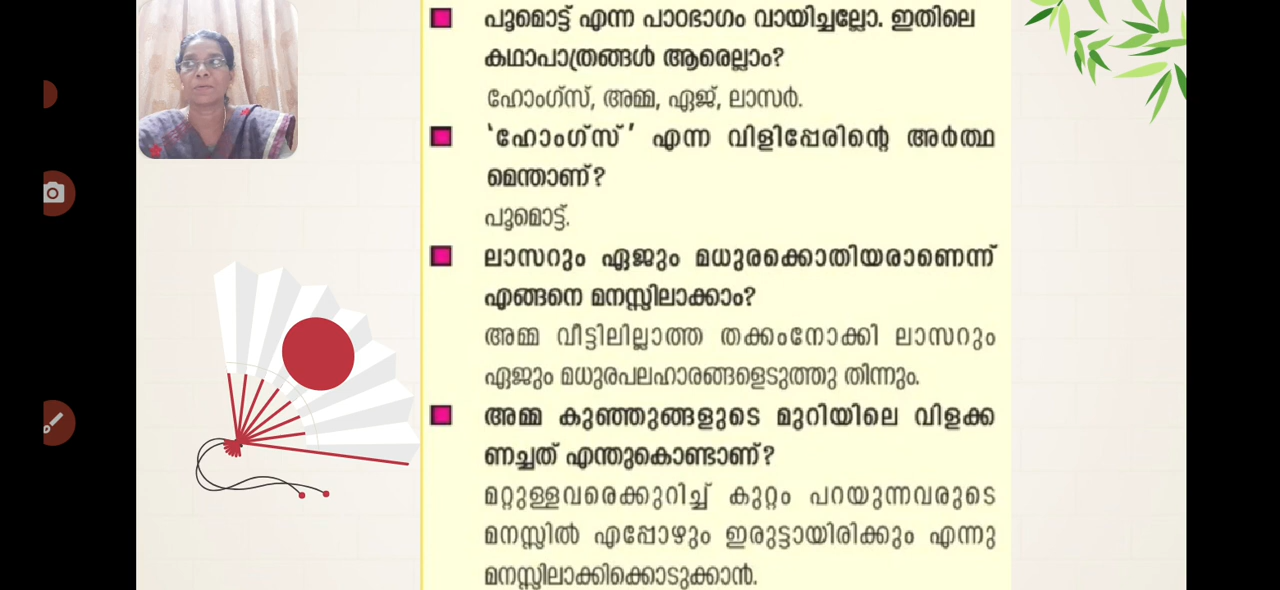 പൂമൊട്ട് എന്ന പാഠഭാഗം വായിച്ചല്ലോ. ഇതിലെ
കഥാപാത്രങ്ങൾ ആരെല്ലാം?
ഹോംഗ്സ്, അമ്മ, ഏജ്, ലാസർ.
‘ഹോംഗ്സ്’ എന്ന വിളിപ്പേരിന്റെ അർത്ഥ
മെന്താണ്?
പൂമൊട്ട്.
ലാസറും ഏജും മധുരക്കൊതിയരാണെന്ന്
എങ്ങനെ മനസ്സിലാക്കാം?
അമ്മ വീട്ടിലില്ലാത്ത തക്കംനോക്കി ലാസറും
ഏജും മധുരപലഹാരങ്ങളെടുത്തു തിന്നും.
അമ്മ കുഞ്ഞുങ്ങളുടെ മുറിയിലെ വിളക്ക
ണച്ചത് എന്തുകൊണ്ടാണ്?
മറ്റുള്ളവരെക്കുറിച്ച് കുറ്റം പറയുന്നവരുടെ
മനസ്സിൽ എപ്പോഴും ഇരുട്ടായിരിക്കും എന്നു
മനസ്സിലാക്കിക്കൊടുക്കാൻ.